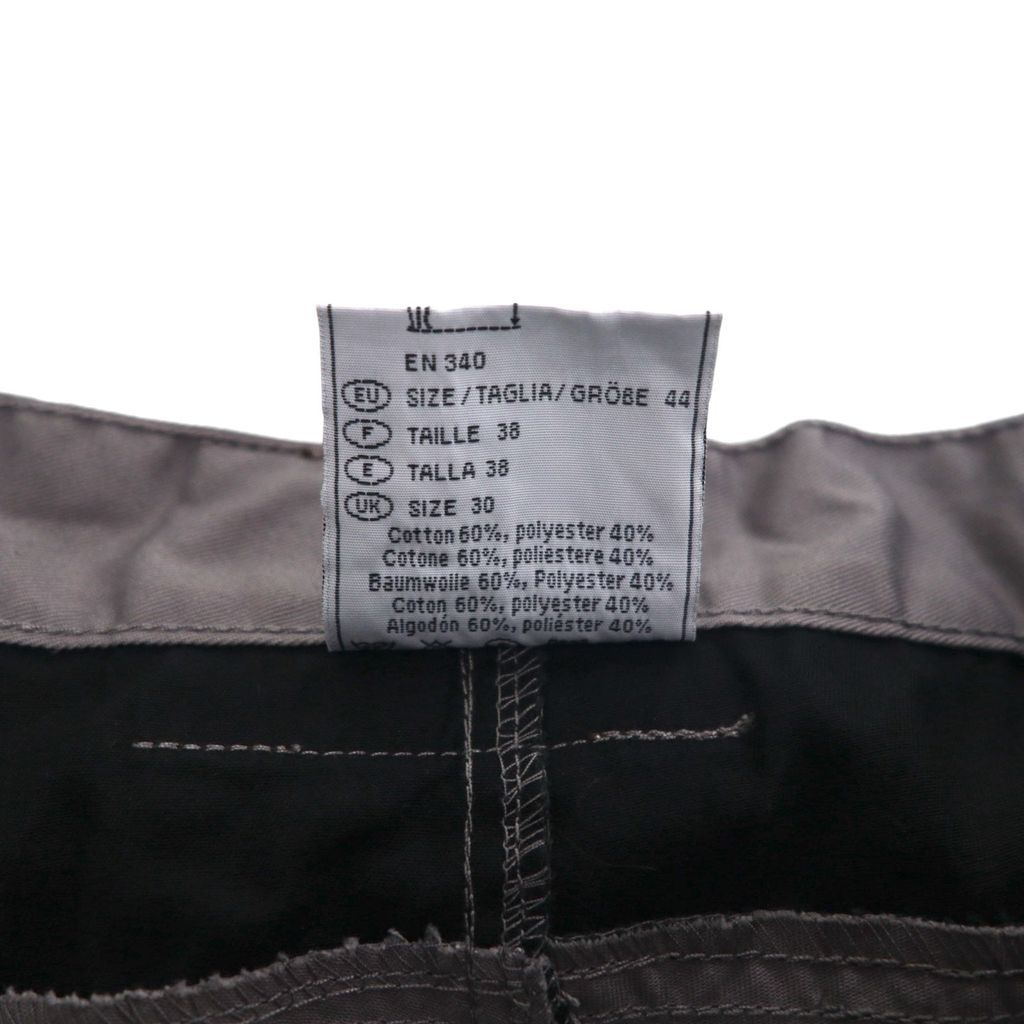 EN 340
EU SIZE/TAGLIA/GRÖßE 44
F TAILLE 38
E TALLA 38
UK SIZE 30
Cotton 60%, polyester 40%
Cotone 60%, poliestere 40%
Baumwolle 60%, Polyester 40%
Coton 60%, polyester 40%
Algodón 60%, poliéster 40%